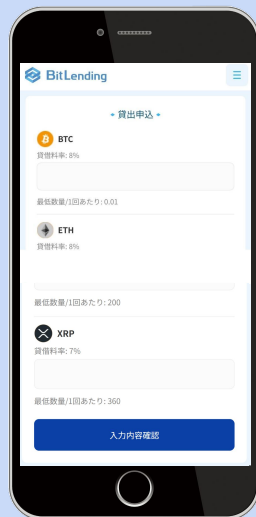 BitLending
• 貸出申込 •
BTC
貸借料率: 8%
最低数量/1回あたり: 0.01
ETH
貸借料率: 8%
最低数量/1回あたり: 200
XRP
貸借料率: 7%
最低数量/1回あたり: 360
入力内容確認